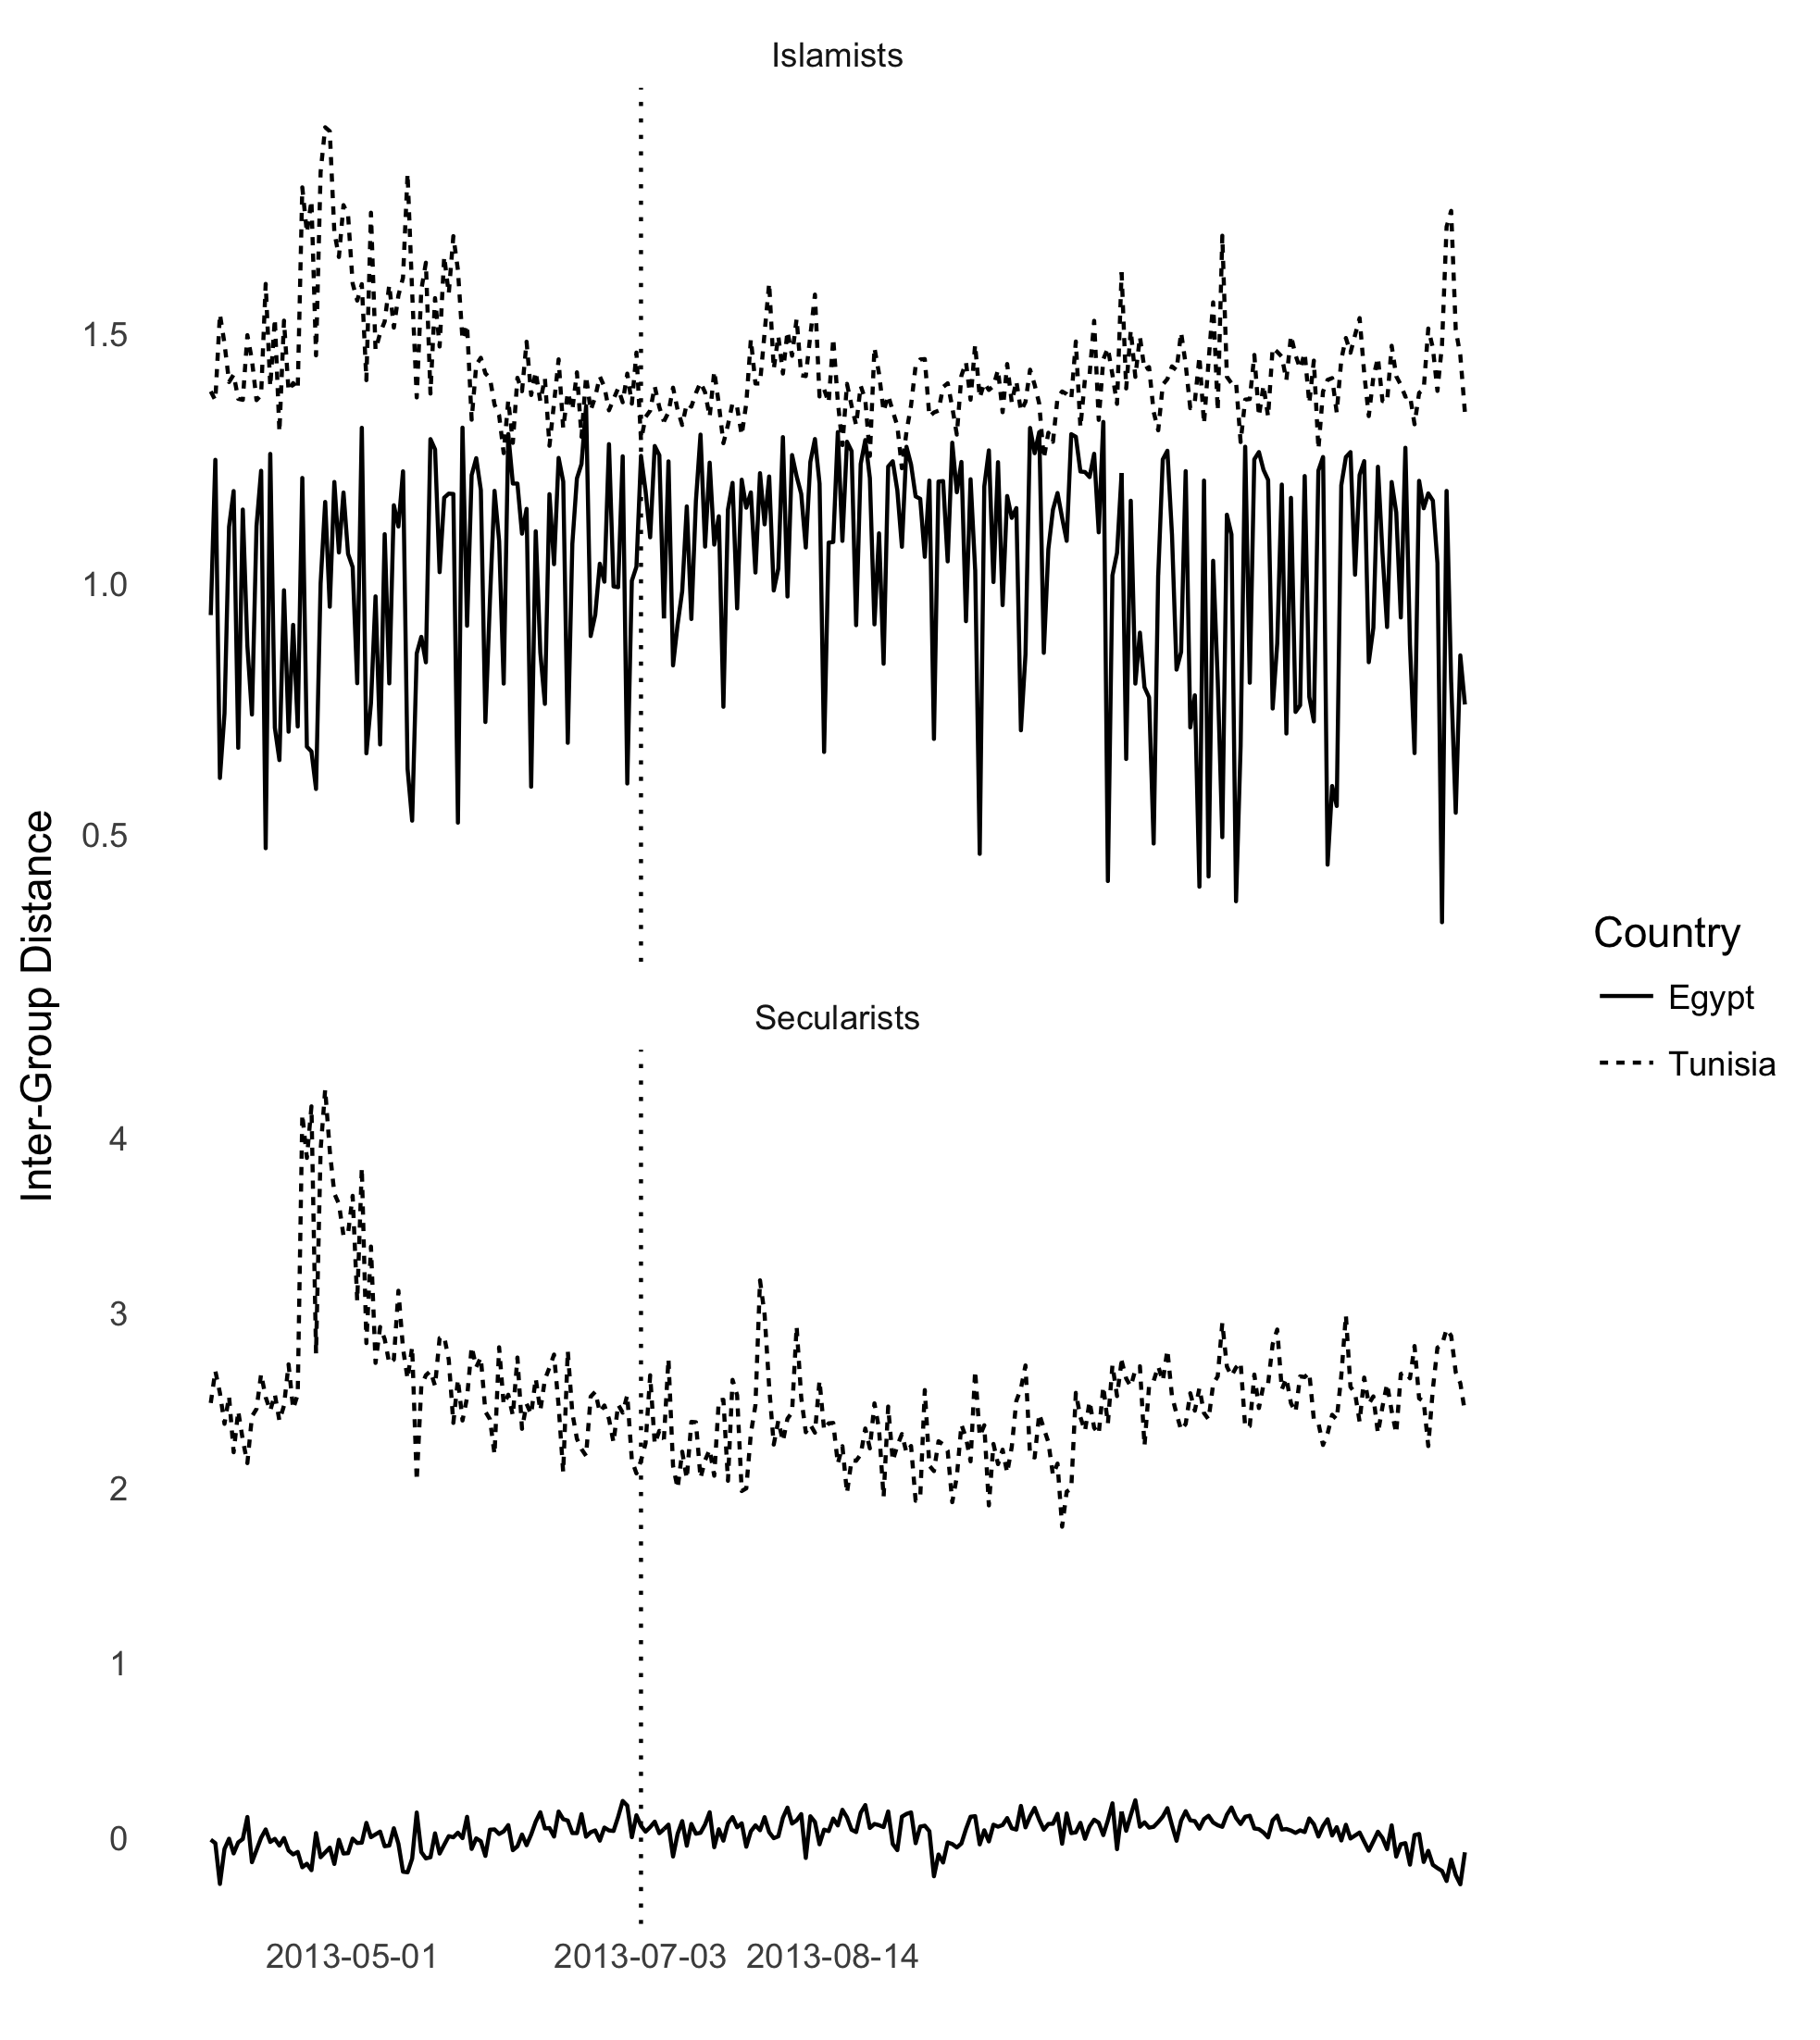 Islamists
1.5
1.0
0.5
Inter-Group Distance
Secularists
4
3
2
1
0
2013-05-01 2013-07-03 2013-08-14
Country
Egypt
Tunisia